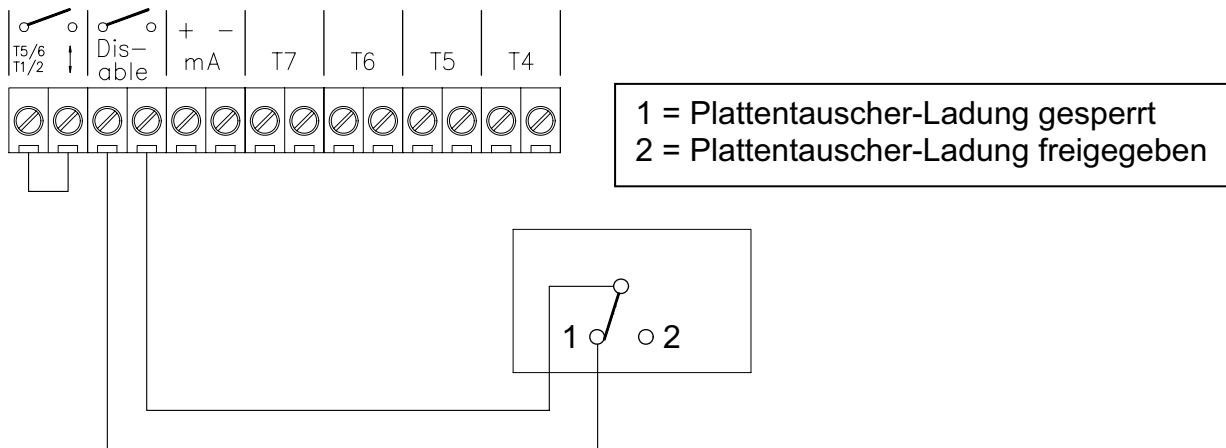 T5/6
T1/2
Dis-
able
+ -
mA
T7
T6
T5
T4
1 = Plattentauscher-Ladung gesperrt
2 = Plattentauscher-Ladung freigegeben
1
2